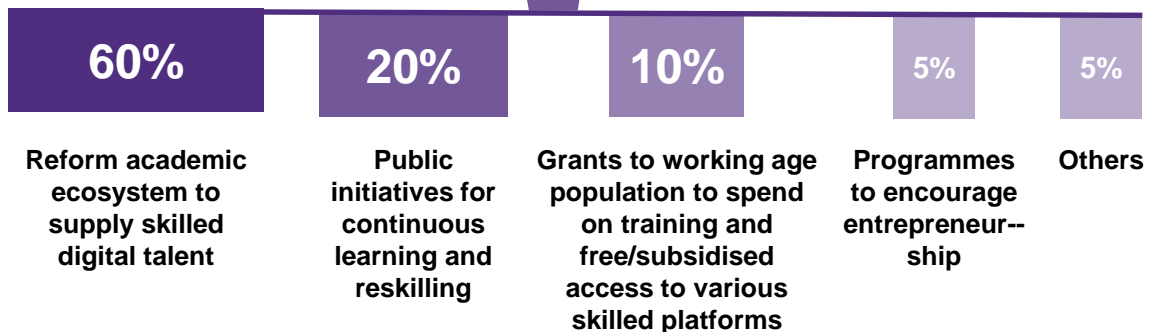 60%
20%
10%
5%
5%
Reform academic
ecosystem to
supply skilled
digital talent
Public
initiatives for
continuous
learning and
reskilling
Grants to working age
population to spend
on training and
free/subsidised
access to various
skilled platforms
Programmes
to encourage
entrepreneur--
ship
Others